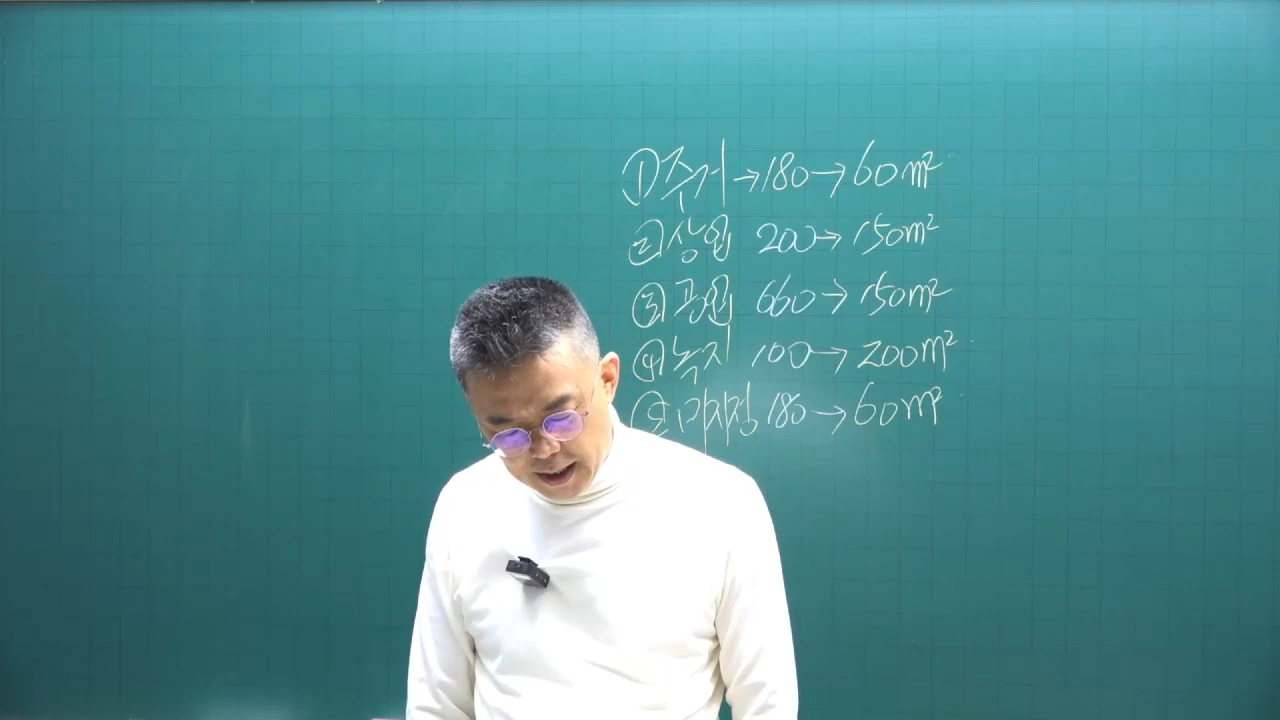 ① 주거 → 180 → 60m²
② 상업 200 → 150m²
③ 공업 660 → 150m²
④ 녹지 100 → 200m²
⑤ 미지정 180 → 60m²